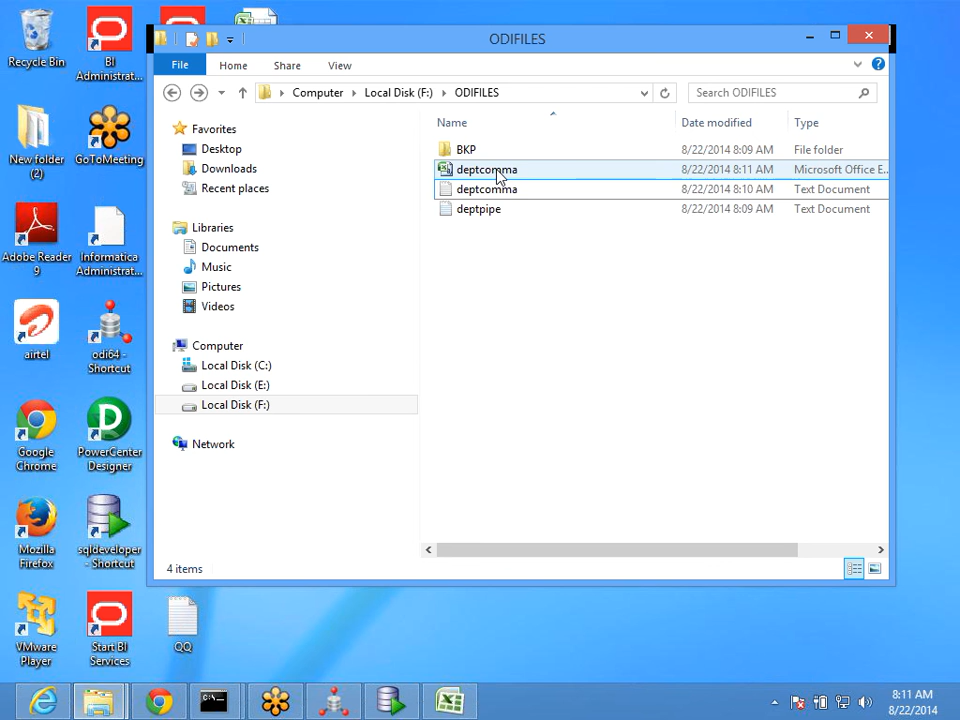 ODIFILES
File Home Share View
Computer Local Disk (F:) ODIFILES
Search ODIFILES
Name Date modified Type
BKP 8/22/2014 8:09 AM File folder
deptcomma 8/22/2014 8:11 AM Microsoft Office E...
deptcomma 8/22/2014 8:10 AM Text Document
deptpipe 8/22/2014 8:09 AM Text Document
Favorites
Desktop
Downloads
Recent places
Libraries
Documents
Music
Pictures
Videos
Computer
Local Disk (C:)
Local Disk (E:)
Local Disk (F:)
Network
4 items
Recycle Bin
BI
Administrat...
New folder
(2)
GoToMeeting
Adobe Reader
9
Informatica
Administrat...
airtel
odi64 -
Shortcut
Google
Chrome
PowerCenter
Designer
Mozilla
Firefox
sqldeveloper
- Shortcut
VMware
Player
Start BI
Services
QQ
8:11 AM
8/22/2014